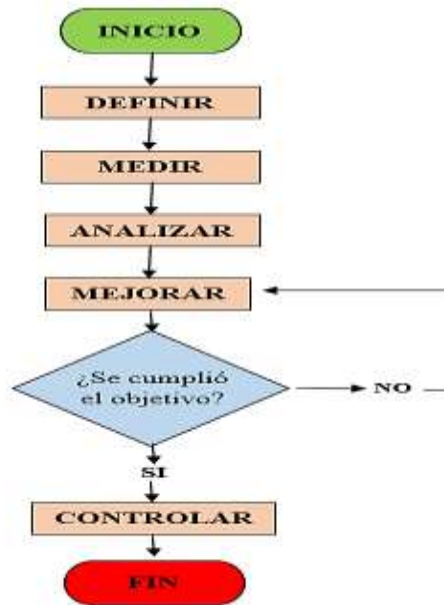 INICIO
DEFINIR
MEDIR
ANALIZAR
MEJORAR
¿Se cumplió
el objetivo?
NO
SI
CONTROLAR
FIN